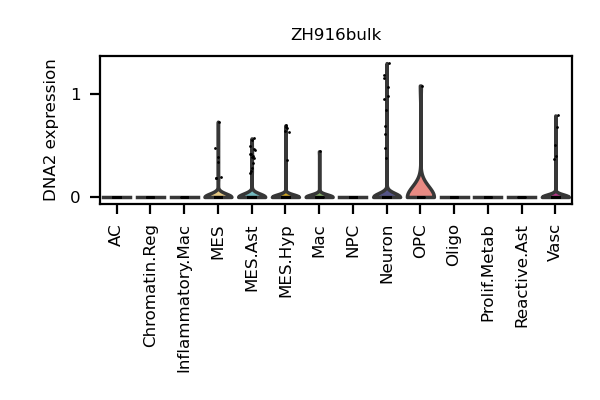 ZH916bulk
DNA2 expression
1
0
AC
Chromatin.Reg
Inflammatory.Mac
MES
MES.Ast
MES.Hyp
Mac
NPC
Neuron
OPC
Oligo
Prolif.Metab
Reactive.Ast
Vasc